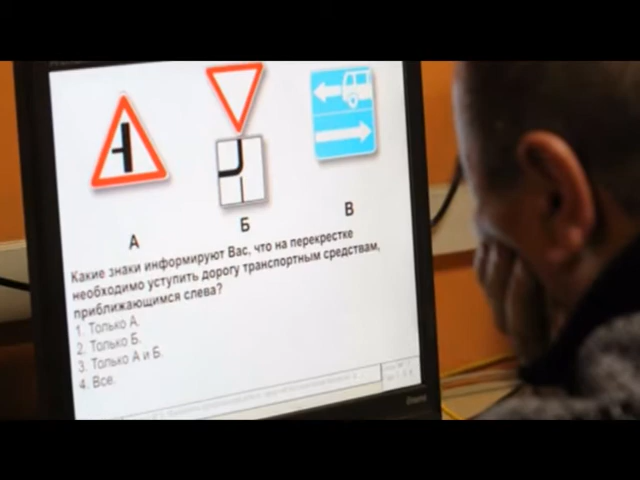 А
Б
В
Какие знаки информируют Вас, что на перекрестке
необходимо уступить дорогу транспортным средствам,
приближающимся слева?
1. Только А.
2. Только Б.
3. Только А и Б.
4. Все.